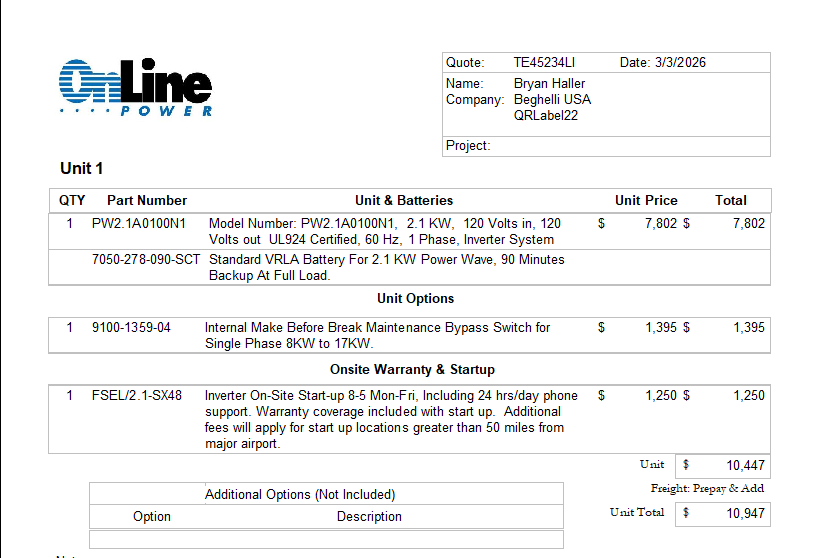 OnLine
POWER
Quote: TE45234LI Date: 3/3/2026
Name: Bryan Haller
Company: Beghelli USA
QRLabel22
Project:
Unit 1
QTY Part Number Unit & Batteries Unit Price Total
1 PW2.1A0100N1 Model Number: PW2.1A0100N1, 2.1 KW, 120 Volts in, 120 $ 7,802 $ 7,802
Volts out UL924 Certified, 60 Hz, 1 Phase, Inverter System
7050-278-090-SCT Standard VRLA Battery For 2.1 KW Power Wave, 90 Minutes
Backup At Full Load.
Unit Options
1 9100-1359-04 Internal Make Before Break Maintenance Bypass Switch for $ 1,395 $ 1,395
Single Phase 8KW to 17KW.
Onsite Warranty & Startup
1 FSEL/2.1-SX48 Inverter On-Site Start-up 8-5 Mon-Fri, Including 24 hrs/day phone $ 1,250 $ 1,250
support. Warranty coverage included with start up. Additional
fees will apply for start up locations greater than 50 miles from
major airport.
Unit $ 10,447
Freight: Prepay & Add
Additional Options (Not Included)
Unit Total $ 10,947
Option Description